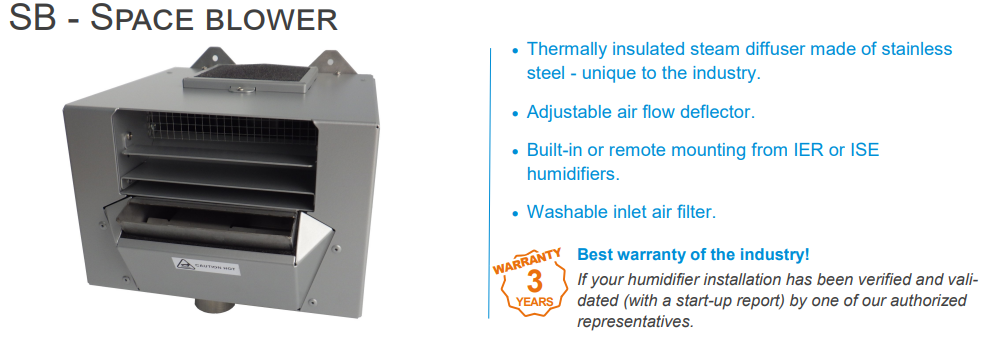 SB - SPACE BLOWER
• Thermally insulated steam diffuser made of stainless
steel - unique to the industry.
• Adjustable air flow deflector.
• Built-in or remote mounting from IER or ISE
humidifiers.
• Washable inlet air filter.
CAUTION HOT
WARRANTY
3
YEARS
Best warranty of the industry!
If your humidifier installation has been verified and vali-
dated (with a start-up report) by one of our authorized
representatives.